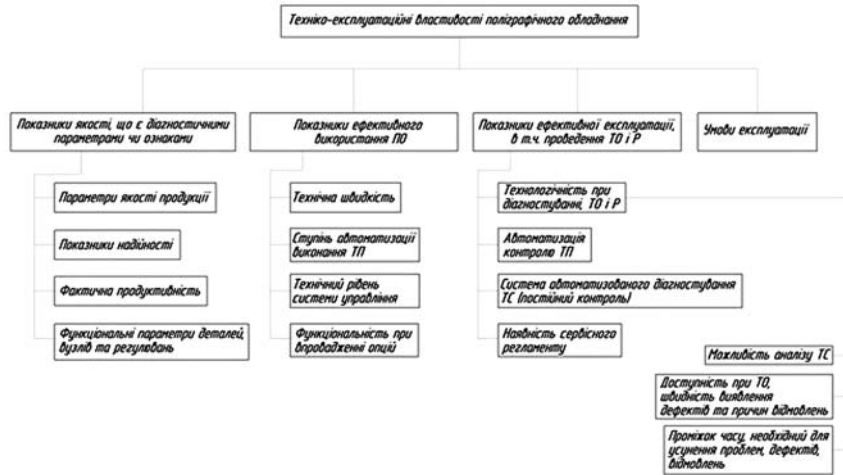 Техніко-експлуатаційні властивості поліграфічного обладнання
Показники якості, що є діагностичними
параметрами чи ознаками
Параметри якості продукції
Показники надійності
Фактична продуктивність
Функціональні параметри деталей,
вузлів та регулювань
Показники ефективного
використання ПО
Технічна швидкість
Ступінь автоматизації
виконання ТП
Технічний рівень
системи управління
Функціональність при
впровадженні опцій
Показники ефективної експлуатації,
в т.ч. проведення ТО і Р
Технологічність при
діагностуванні, ТО і Р
Автоматизація
контролю ТП
Система автоматизованого діагностування
ТС (постійний контроль)
Наявність сервісного
регламенту
Умови експлуатації
Можливість аналізу ТС
Доступність при ТО,
швидкість виявлення
дефектів та причин відмовлень
Проміжок часу, необхідний для
усунення проблем, дефектів,
відмовлень